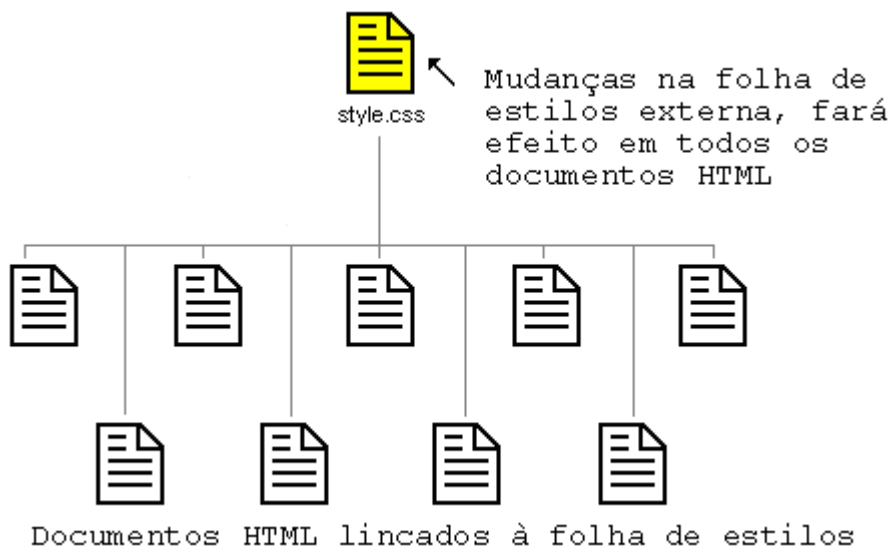 style.css
Mudanças na folha de
estilos externa, fará
efeito em todos os
documentos HTML
Documentos HTML lincados à folha de estilos